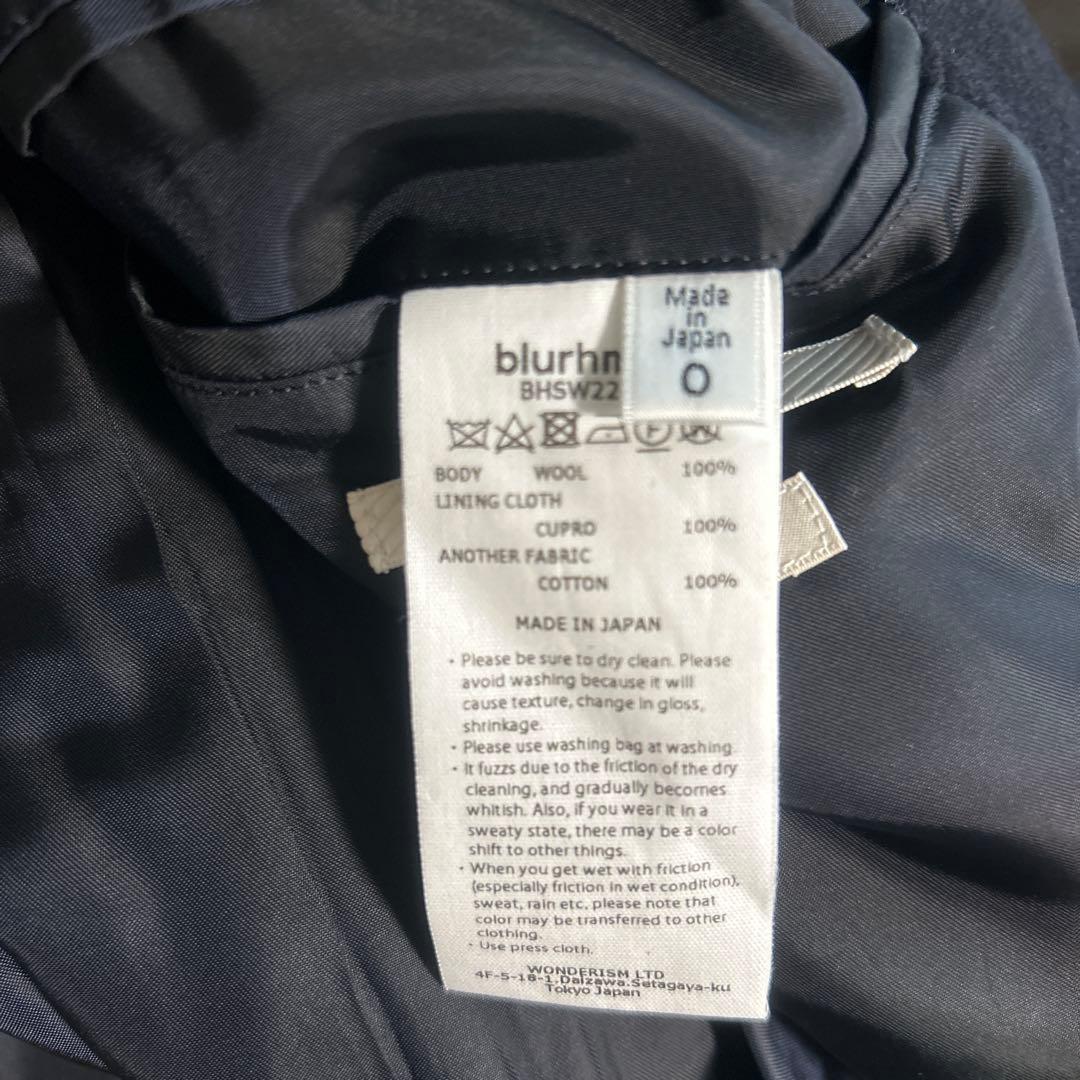 Made
in
Japan
0
blurhn
BHSW22
BODY WOOL 100%
LINING CLOTH
CUPRO 100%
ANOTHER FABRIC
COTTON 100%
MADE IN JAPAN
• Please be sure to dry clean. Please
avoid washing because it will
cause texture, change in gloss,
shrinkage.
• Please use washing bag at washing
• It fuzzs due to the friction of the dry
cleaning, and gradually becomes
whitish. Also, if you wear it in a
sweaty state, there may be a color
shift to other things.
• When you get wet with friction
(especially friction in wet condition),
sweat, rain etc, please note that
color may be transferred to other
clothing.
• Use press cloth.
WONDERISM LTD
4F-5-18-1,Daizawa.Setagaya-ku
Tokyo Japan